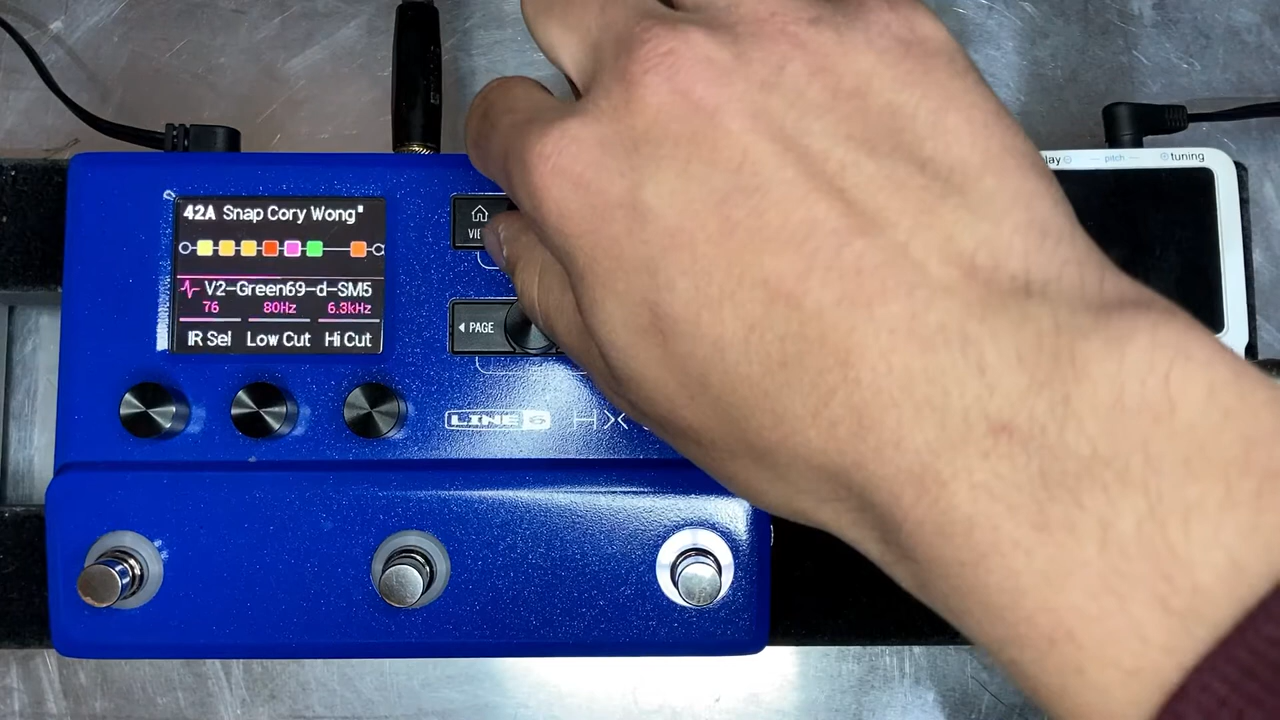 42A Snap Cory Wong"
V2-Green69-d-SM5
76 80Hz 6.3kHz
IR Sel Low Cut Hi Cut
PAGE
LINE 6 HX
pitch tuning